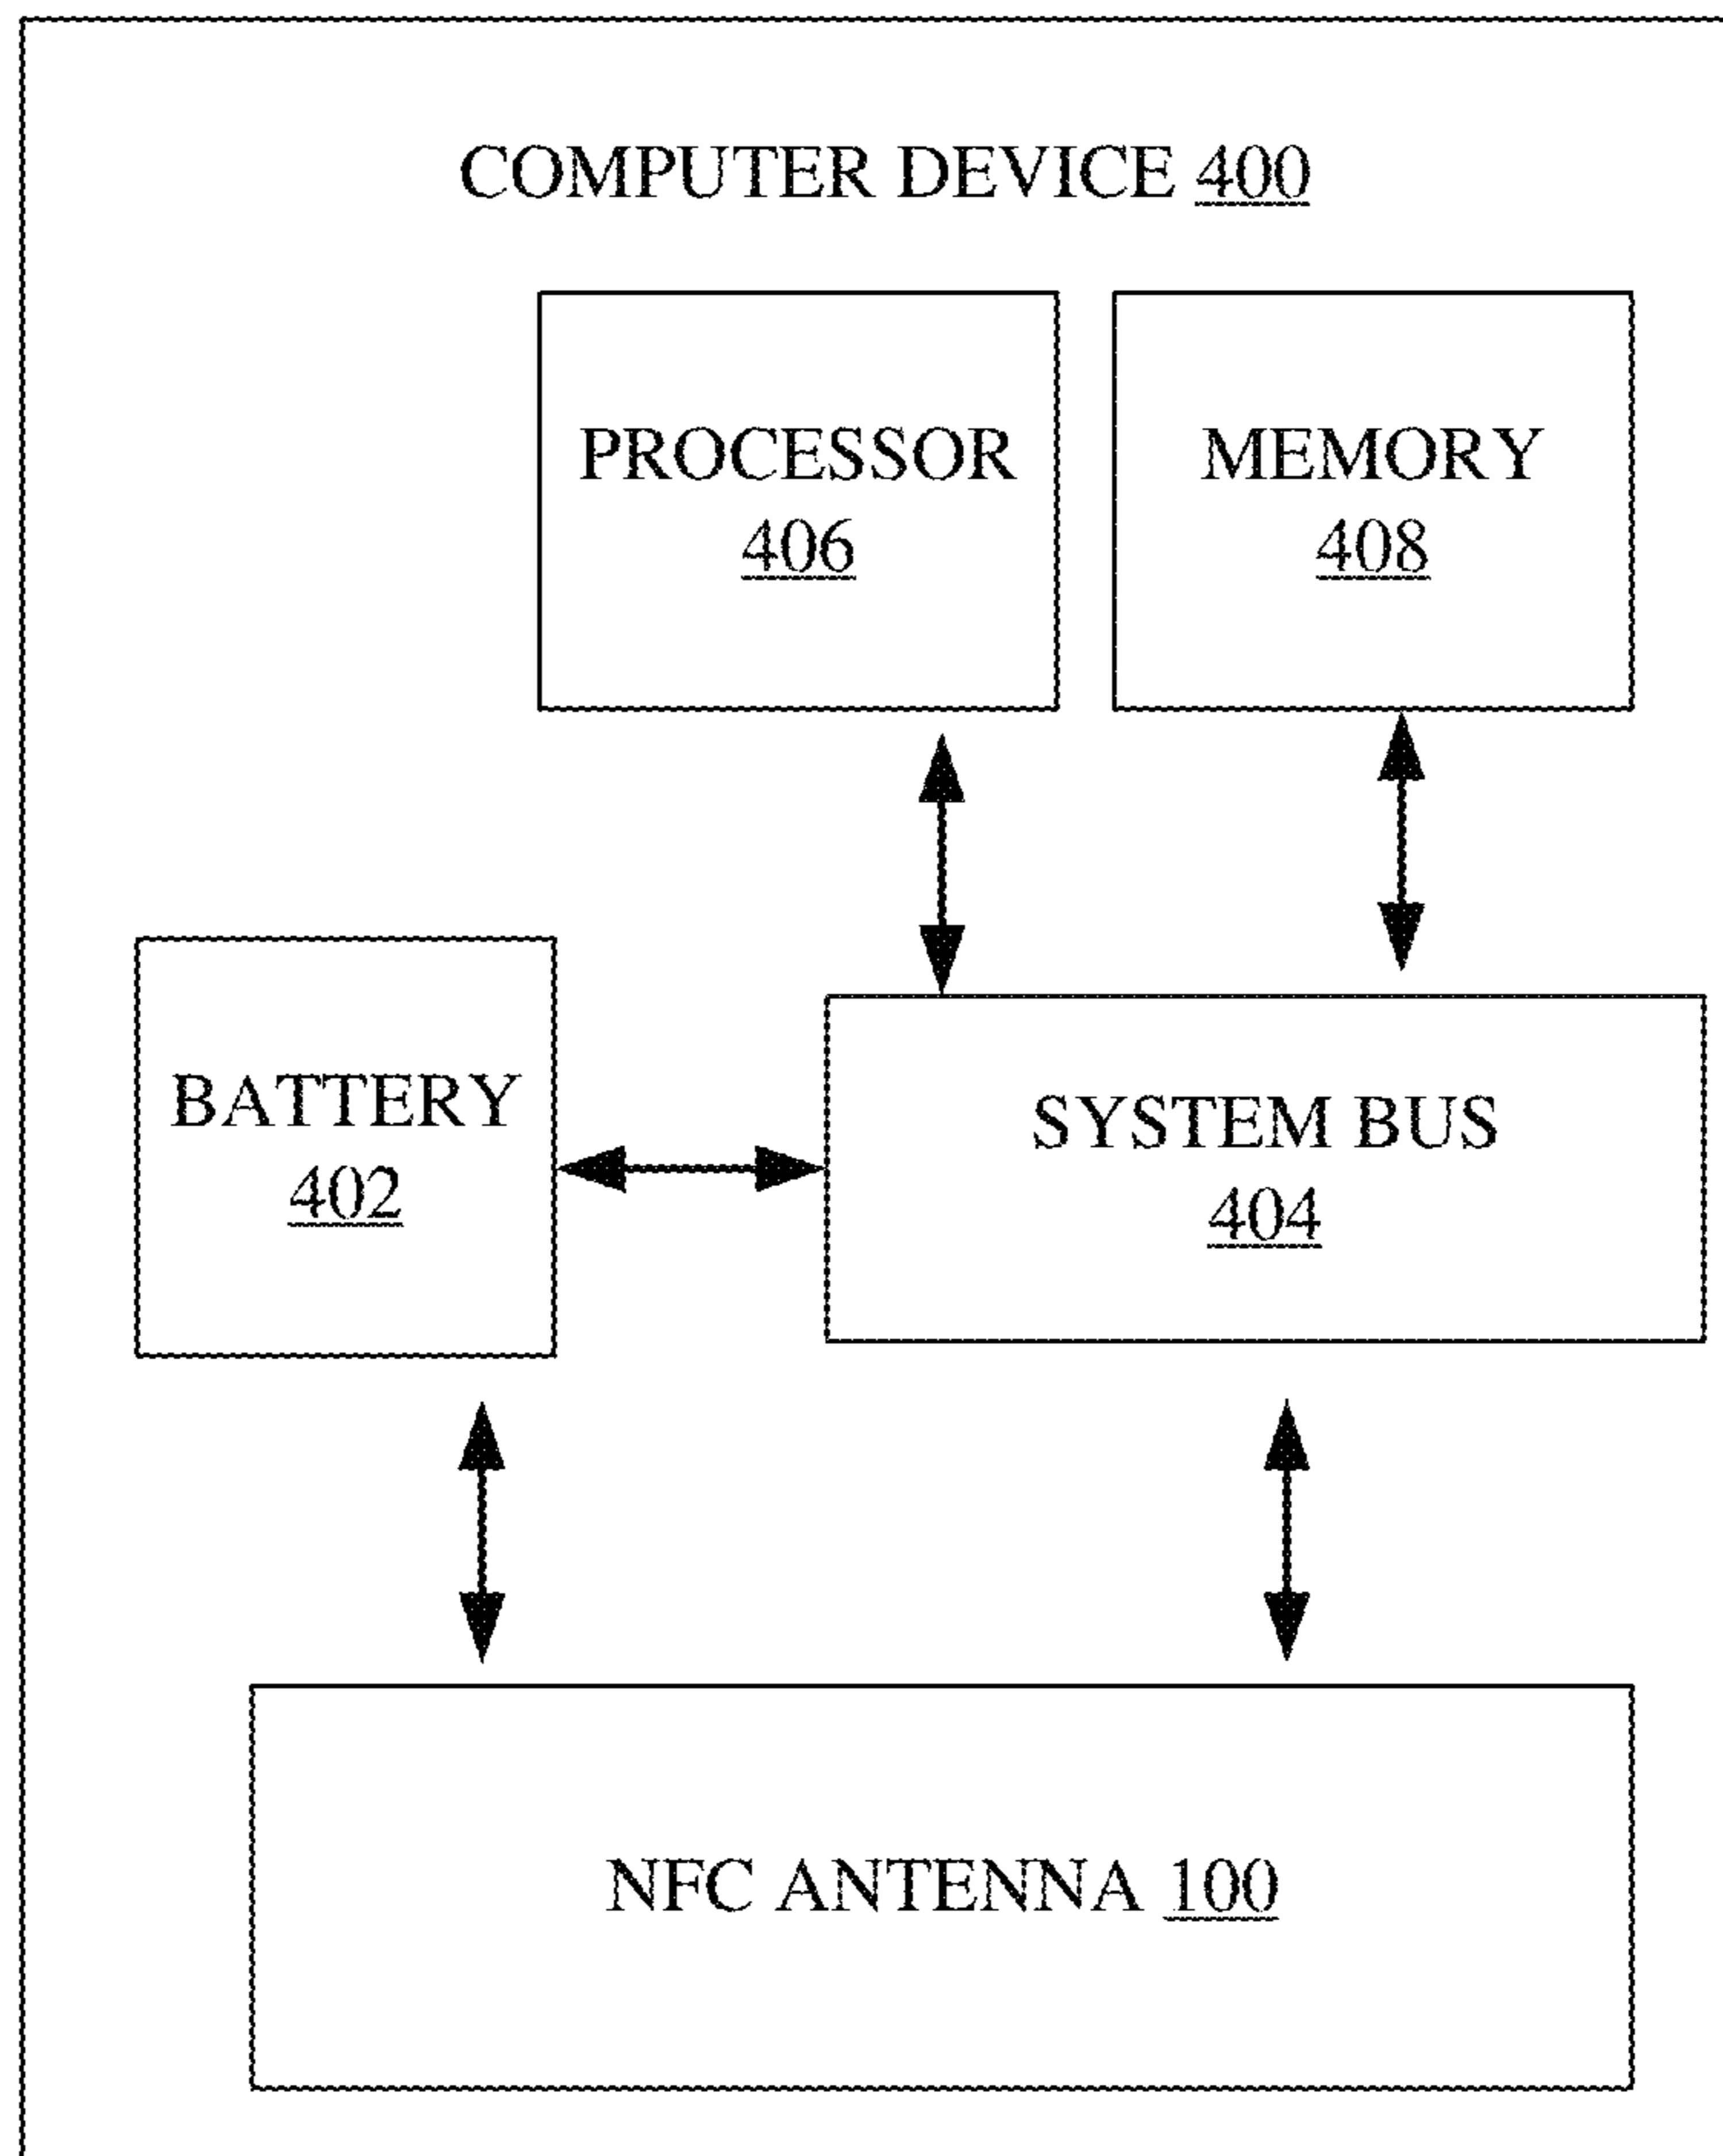 COMPUTER DEVICE 400
PROCESSOR
406
MEMORY
408
BATTERY
402
SYSTEM BUS
404
NFC ANTENNA 100